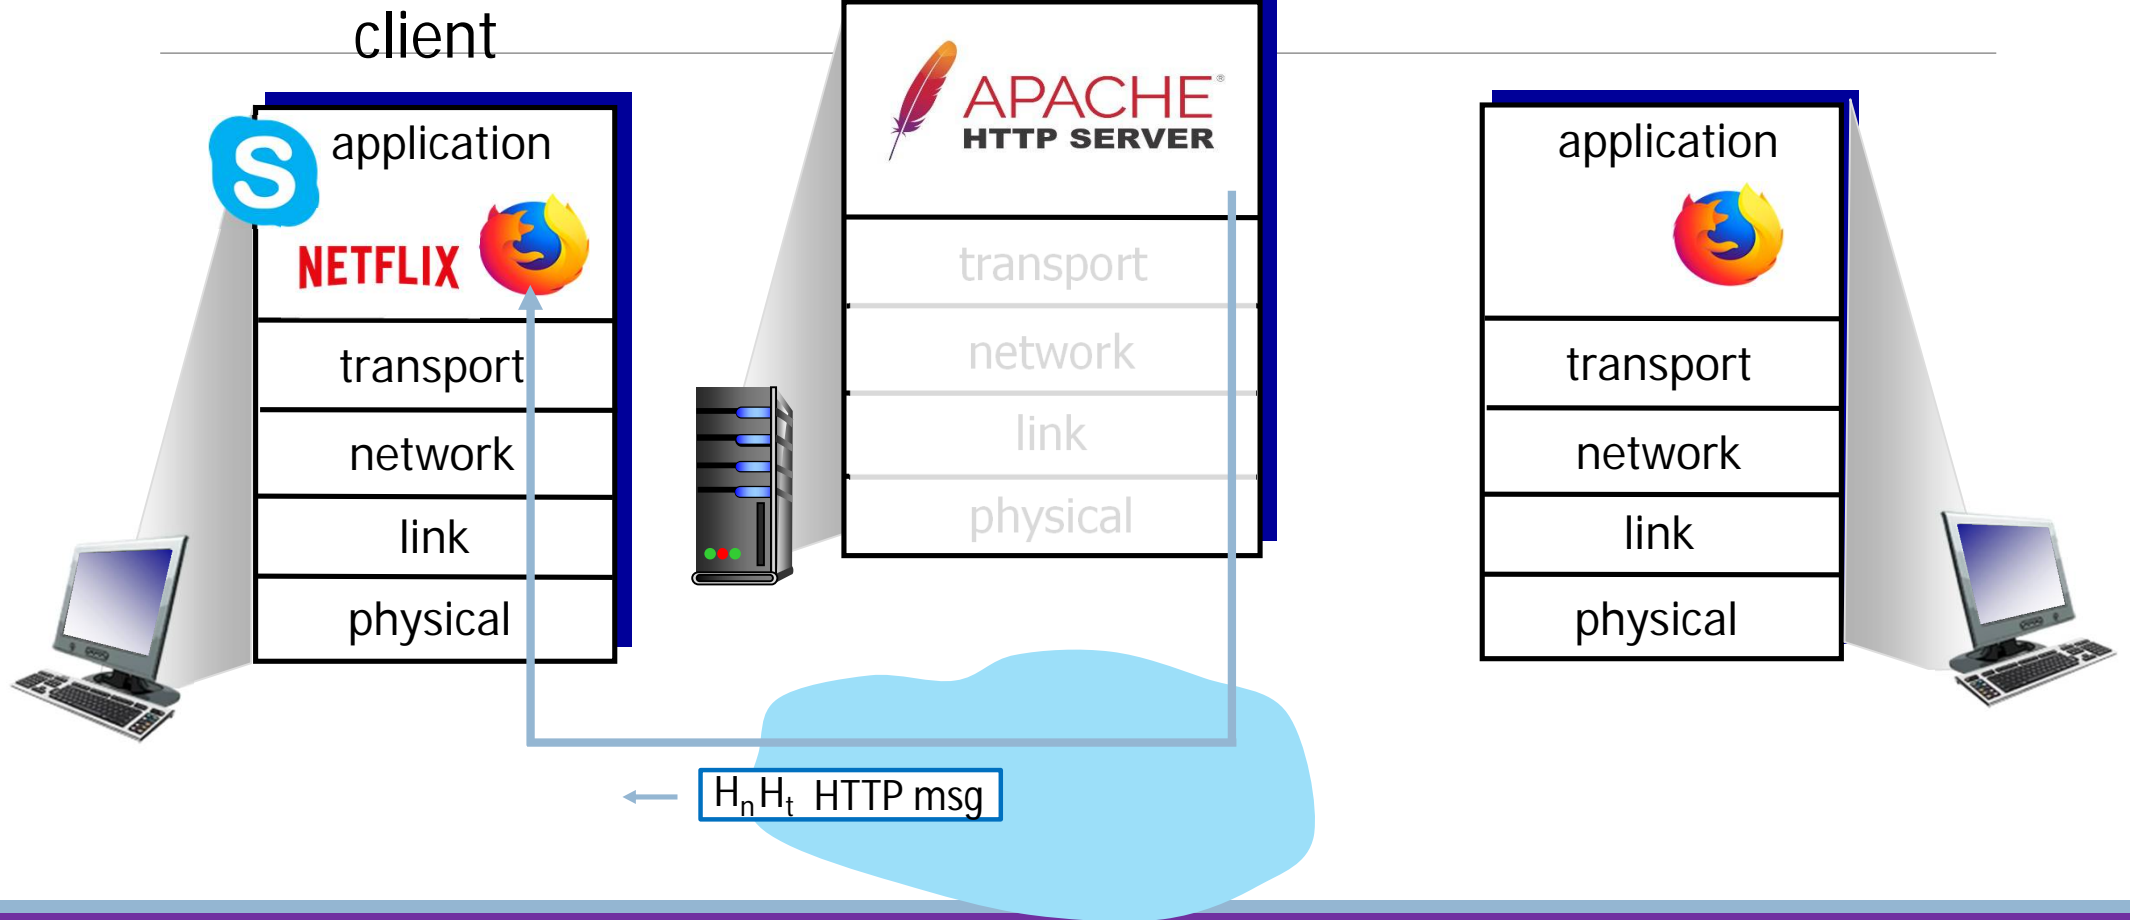 client
application
S
NETFLIX
transport
network
link
physical
APACHE®
HTTP SERVER
transport
network
link
physical
HnHt HTTP msg
application
transport
network
link
physical